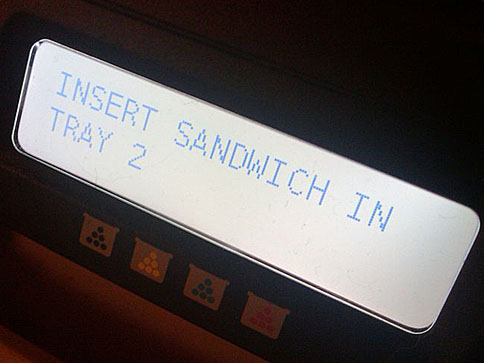 INSERT SANDWICH IN
TRAY 2